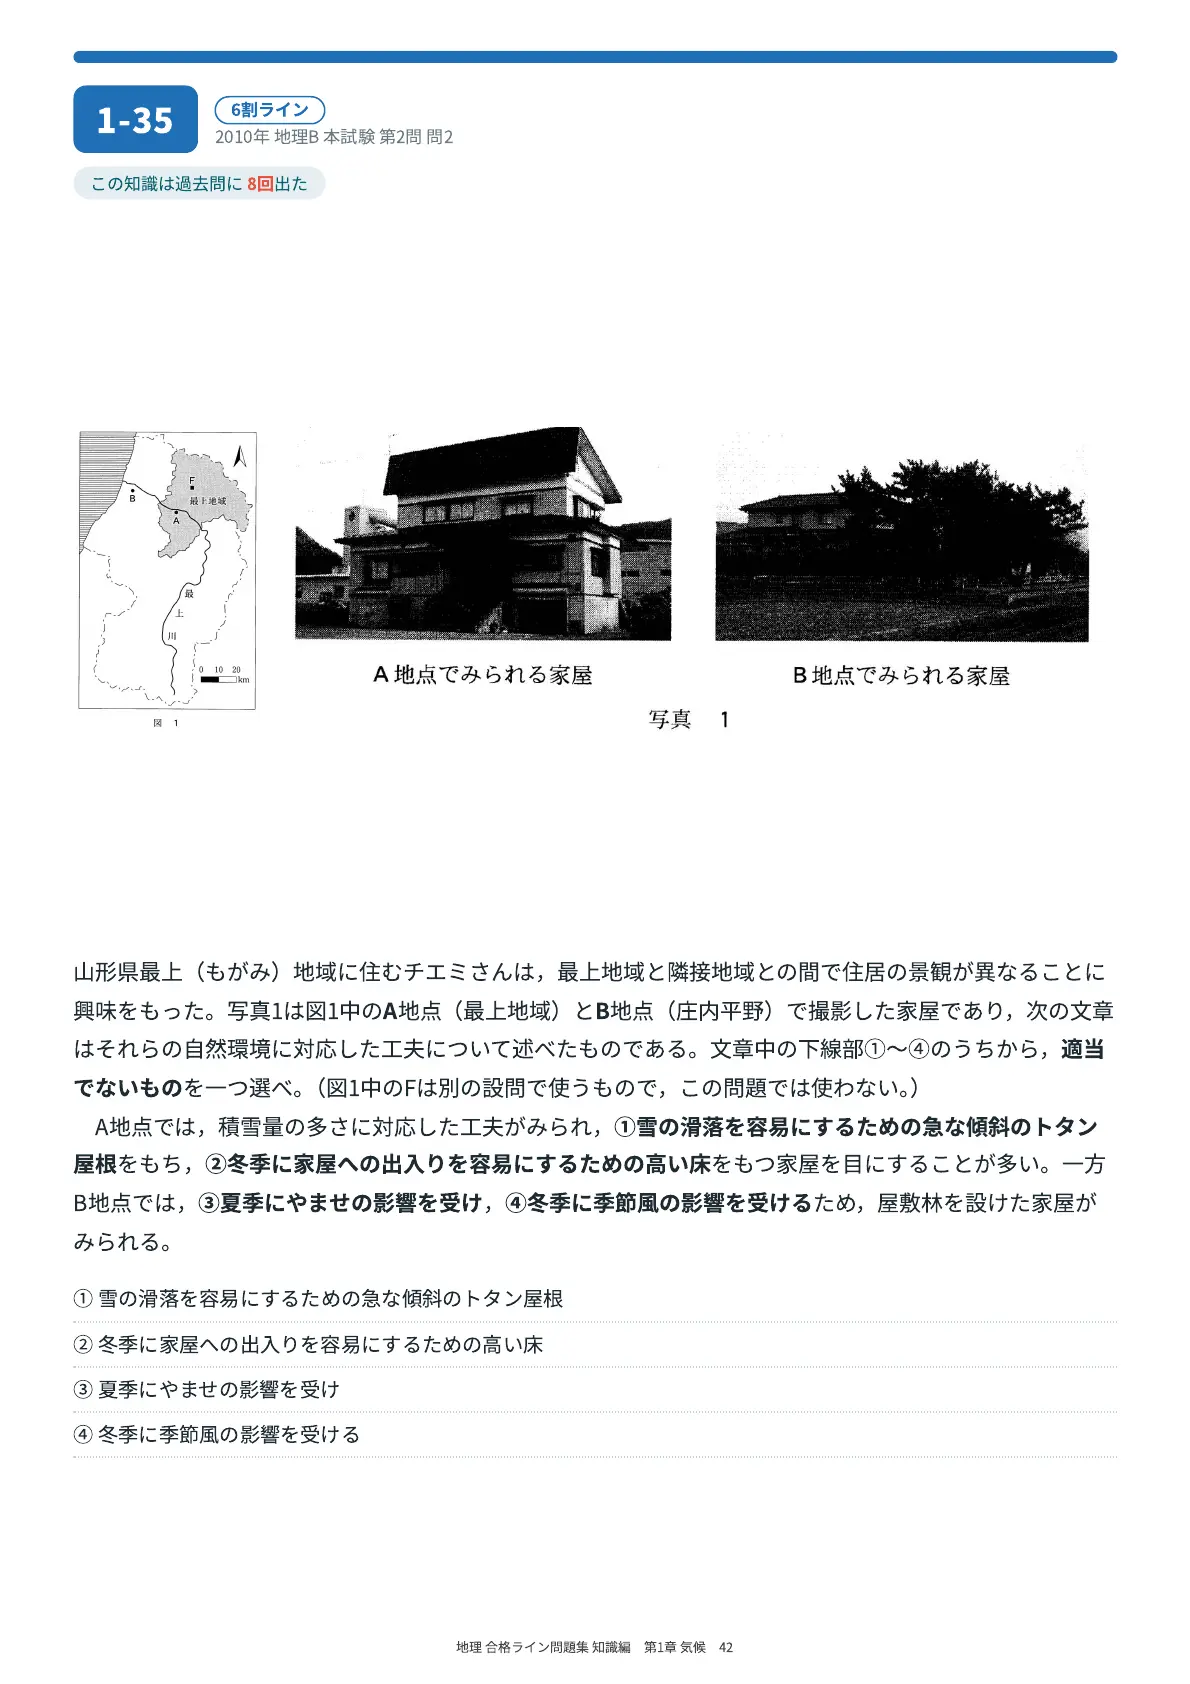 1-35
6割ライン
2010年 地理B 本試験 第2問 問2
この知識は過去問に 8回出た
F
最上地域
B
A
最
上
川
0 10 20
km
図 1
A 地点でみられる家屋
B 地点でみられる家屋
写真 1
山形県最上（もがみ）地域に住むチエミさんは，最上地域と隣接地域との間で住居の景観が異なることに
興味をもった。写真1は図1中のA地点（最上地域）とB地点（庄内平野）で撮影した家屋であり，次の文章
はそれらの自然環境に対応した工夫について述べたものである。文章中の下線部①～④のうちから，適当
でないものを一つ選べ。（図1中のFは別の設問で使うもので，この問題では使わない。）
A地点では，積雪量の多さに対応した工夫がみられ，①雪の滑落を容易にするための急な傾斜のトタン
屋根をもち，②冬季に家屋への出入りを容易にするための高い床をもつ家屋を目にすることが多い。一方
B地点では，③夏季にやませの影響を受け，④冬季に季節風の影響を受けるため，屋敷林を設けた家屋が
みられる。
① 雪の滑落を容易にするための急な傾斜のトタン屋根
② 冬季に家屋への出入りを容易にするための高い床
③ 夏季にやませの影響を受け
④ 冬季に季節風の影響を受ける
地理 合格ライン問題集 知識編 第1章 気候 42